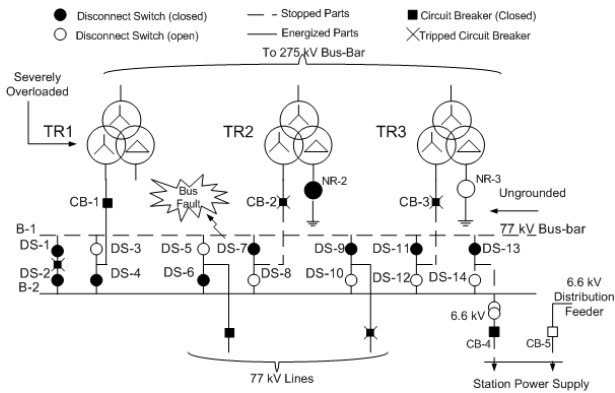 Disconnect Switch (closed)
Stopped Parts
Circuit Breaker (Closed)
Disconnect Switch (open)
Energized Parts
Tripped Circuit Breaker
To 275 kV Bus-Bar
Severely
Overloaded
TR1
TR2
TR3
NR-2
NR-3
Bus
Fault
CB-1
CB-2
CB-3
Ungrounded
B-1
77 kV Bus-bar
DS-1
DS-3
DS-5
DS-7
DS-9
DS-11
DS-13
DS-2
DS-4
DS-6
DS-8
DS-10
DS-12
DS-14
B-2
6.6 kV
Distribution
Feeder
6.6 kV
CB-4
CB-5
77 kV Lines
Station Power Supply